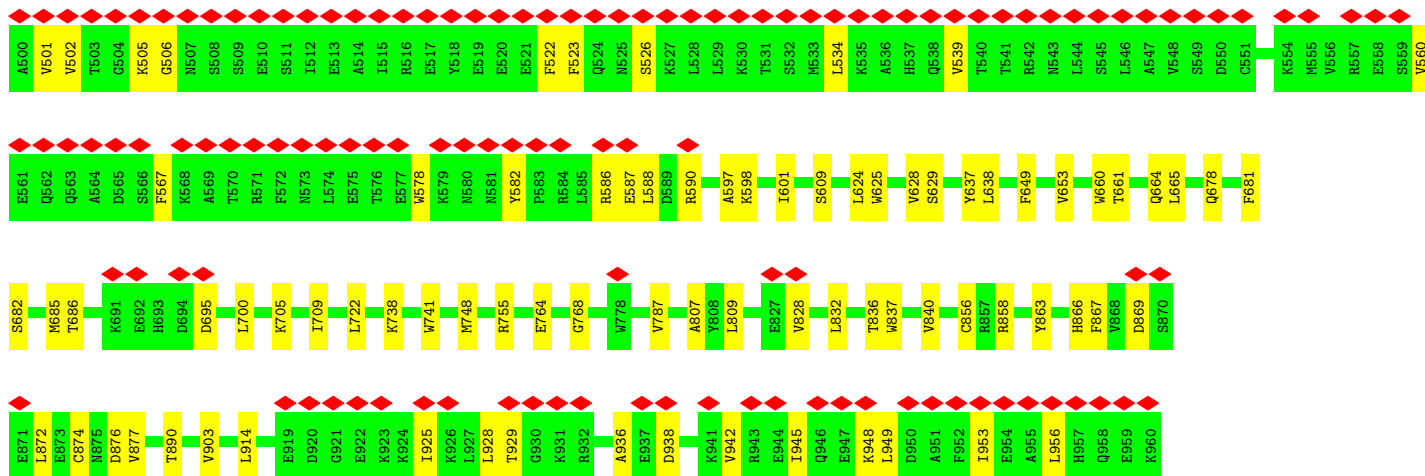 A500 V501 V502 T503 G504 K505 G506 N507 S508 S509 E510 S511 I512 E513 A514 I515 R516 E517 Y518 E519 E520 E521 F522 F523 Q524 N525 S526 K527 L528 L529 K530 T531 S532 M533 L534 K535 A536 H537 Q538 V539 T540 T541 R542 N543 L544 S545 L546 A547 V548 S549 D550 C551 K554 M555 V556 R557 E558 S559 V560
E561 Q562 Q563 A564 D565 S566 F567 K568 A569 T570 R571 F572 N573 L574 E575 T576 E577 W578 K579 N580 N581 Y582 P583 R584 L585 R586 E587 L588 D589 R590 A597 K598 I601 S609 L624 W625 V628 S629 Y637 L638 F649 V653 W660 T661 Q664 L665 Q678 F681
S682 M685 T686 K691 E692 H693 D694 D695 L700 K705 I709 L722 K738 W741 M748 R755 E764 G768 W778 V787 A807 Y808 L809 E827 V828 L832 T836 W837 V840 C856 R857 R858 Y863 H866 F867 V868 D869 S870
E871 L872 E873 C874 N875 D876 V877 T890 V903 L914 E919 D920 G921 E922 K923 K924 I925 K926 L927 L928 T929 G930 K931 R932 A936 E937 D938 K941 V942 R943 E944 I945 Q946 E947 K948 L949 D950 A951 F952 I953 E954 A955 L956 H957 Q958 E959 K960